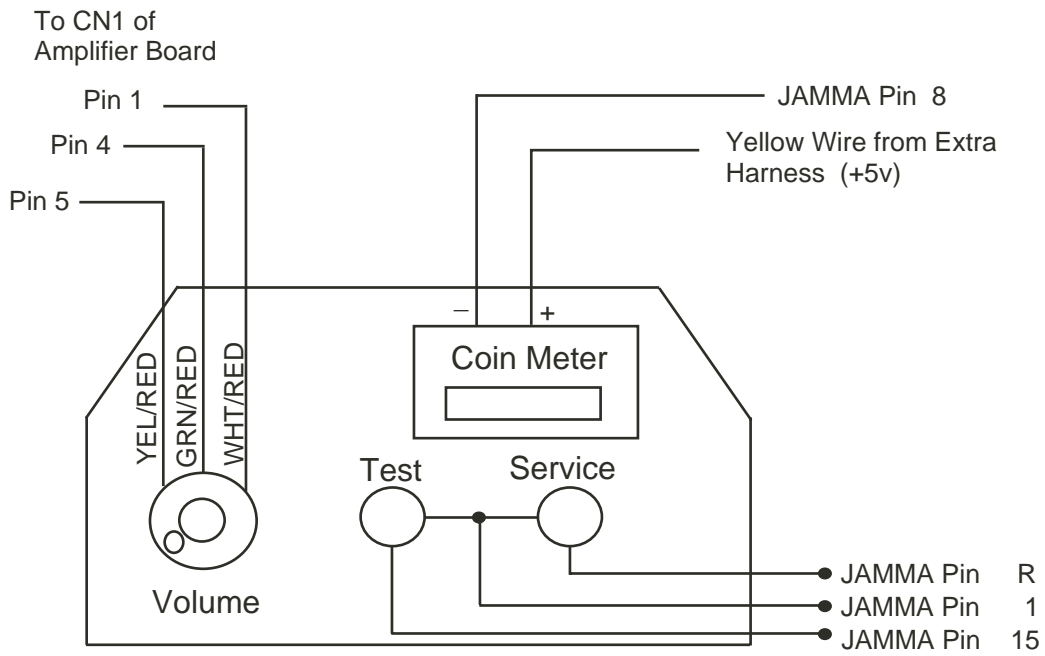 To CN1 of
Amplifier Board
Pin 1
Pin 4
Pin 5
JAMMA Pin 8
Yellow Wire from Extra
Harness (+5v)
– +
Coin Meter
YEL/RED
GRN/RED
WHT/RED
Test
Service
Volume
JAMMA Pin R
JAMMA Pin 1
JAMMA Pin 15